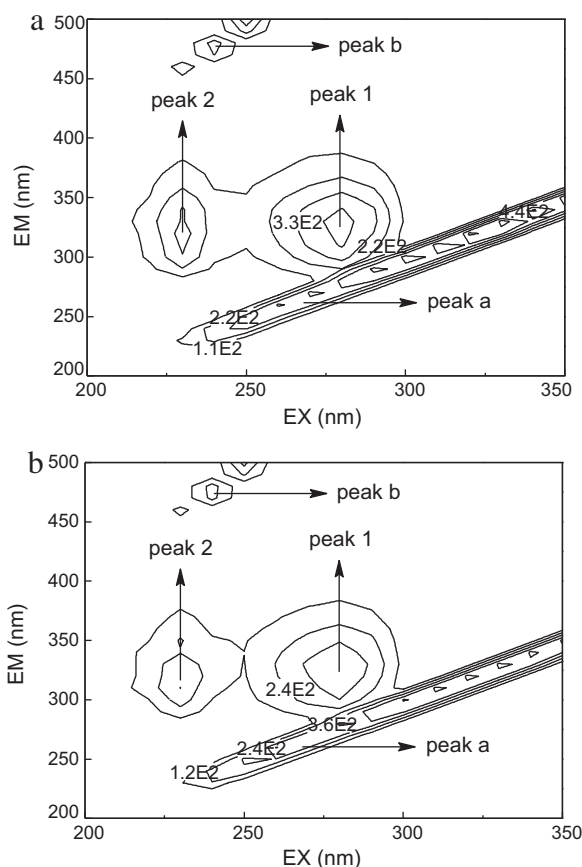 a
500
450
400
350
300
250
200
EM (nm)
peak b
peak 2
peak 1
3.3E2
2.2E2
4.4E2
2.2E2
1.1E2
peak a
200
250
300
350
EX (nm)
b
500
450
400
350
300
250
200
EM (nm)
peak b
peak 2
peak 1
2.4E2
3.6E2
2.4E2
1.2E2
peak a
200
250
300
350
EX (nm)